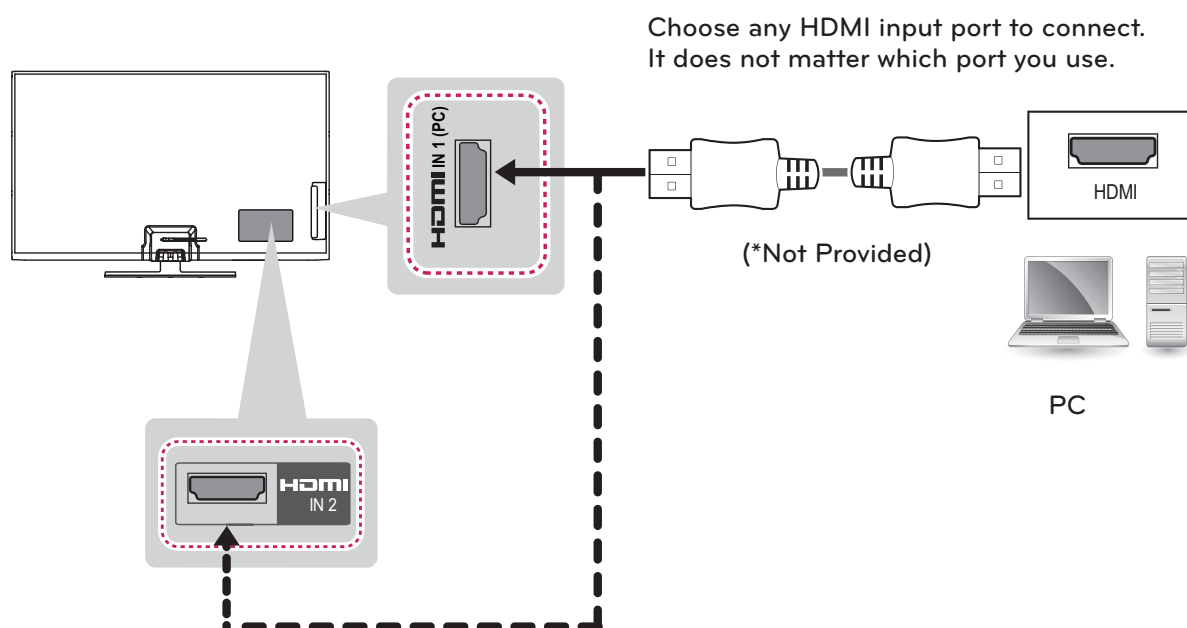 Choose any HDMI input port to connect.
It does not matter which port you use.
HDMI IN 1 (PC)
HDMI
(*Not Provided)
PC
HDMI
IN 2